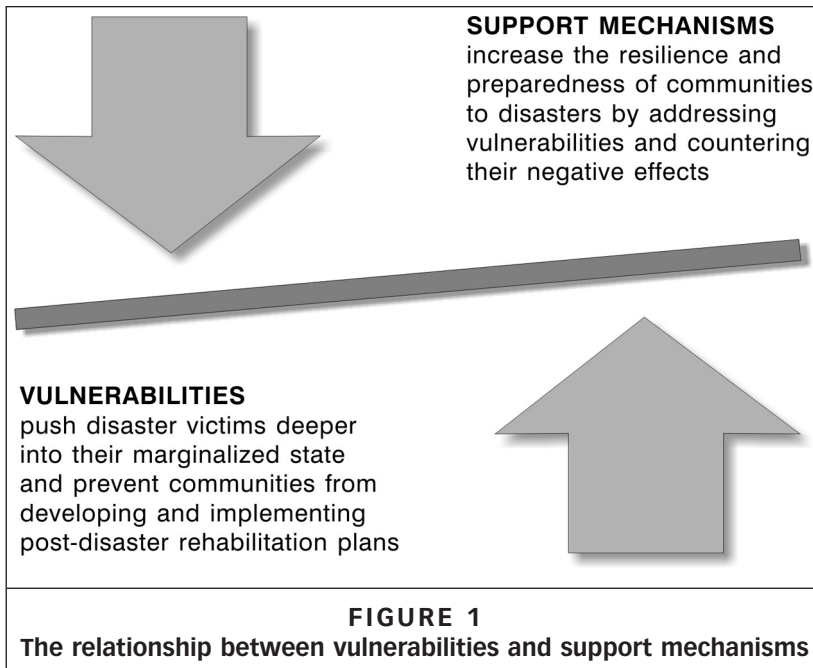 SUPPORT MECHANISMS
increase the resilience and
preparedness of communities
to disasters by addressing
vulnerabilities and countering
their negative effects
VULNERABILITIES
push disaster victims deeper
into their marginalized state
and prevent communities from
developing and implementing
post-disaster rehabilitation plans
FIGURE 1
The relationship between vulnerabilities and support mechanisms